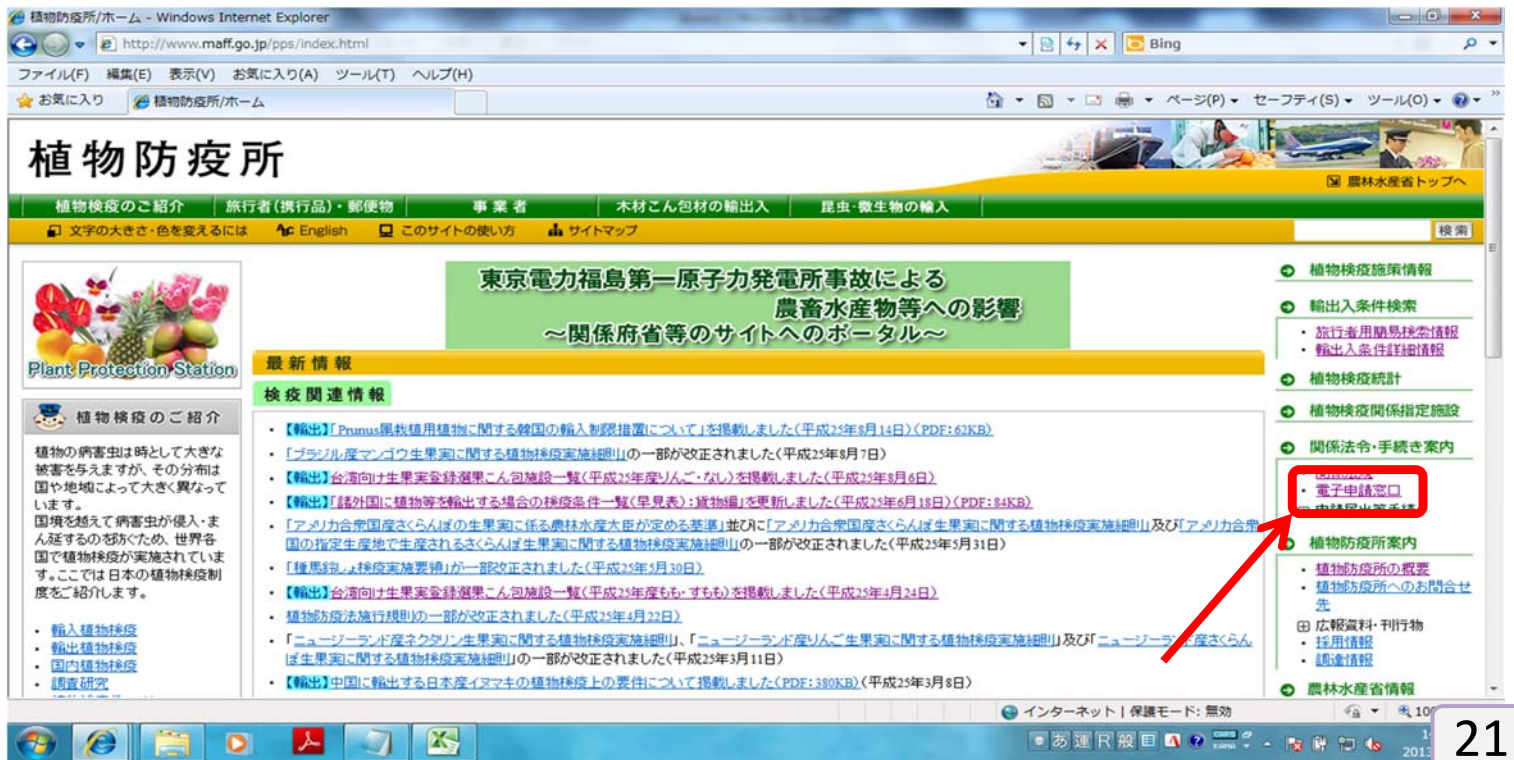 植物防疫所/ホーム - Windows Internet Explorer
http://www.maff.go.jp/pps/index.html
Bing
ファイル(F) 編集(E) 表示(V) お気に入り(A) ツール(T) ヘルプ(H)
お気に入り 植物防疫所/ホーム
ページ(P) セーフティ(S) ツール(O)
植物防疫所
農林水産省トップへ
植物検疫のご紹介 旅行者(携行品)・郵便物 事業者 木材こん包材の輸出入 昆虫・微生物の輸入
文字の大きさ・色を変えるには English このサイトの使い方 サイトマップ 検索
Plant Protection Station
植物検疫のご紹介
植物の病害虫は時として大きな
被害を与えますが、その分布は
国や地域によって大きく異なって
います。
国境を越えて病害虫が侵入・ま
ん延するのを防ぐため、世界各
国で植物検疫が実施されていま
す。ここでは日本の植物検疫制
度をご紹介します。
・ 輸入植物検疫
・ 輸出植物検疫
・ 国内植物検疫
・ 調査研究
東京電力福島第一原子力発電所事故による
農畜水産物等への影響
～関係府省等のサイトへのポータル～
最新情報
検疫関連情報
・ 【輸出】「Prunus属栽植用植物に関する韓国の輸入制限措置について」を掲載しました(平成25年8月14日)(PDF:62KB)
・ 「ブラジル産マンゴウ生果実に関する植物検疫実施細則」の一部が改正されました(平成25年8月7日)
・ 【輸出】台湾向け生果実登録選果こん包施設一覧(平成25年産りんご・なし)を掲載しました(平成25年8月6日)
・ 【輸出】「諸外国に植物等を輸出する場合の検疫条件一覧(早見表):貨物編」を更新しました(平成25年6月18日)(PDF:84KB)
・ 「アメリカ合衆国産さくらんぼの生果実に係る農林水産大臣が定める基準」並びに「アメリカ合衆国産さくらんぼ生果実に関する植物検疫実施細則」及び「アメリカ合衆
国の指定生産地で生産されるさくらんぼ生果実に関する植物検疫実施細則」の一部が改正されました(平成25年5月31日)
・ 「種馬鈴しょ検疫実施要領」が一部改正されました(平成25年5月30日)
・ 【輸出】台湾向け生果実登録選果こん包施設一覧(平成25年産もも・すもも)を掲載しました(平成25年4月24日)
・ 植物防疫法施行規則の一部が改正されました(平成25年4月22日)
・ 「ニュージーランド産ネクタリン生果実に関する植物検疫実施細則」、「ニュージーランド産りんご生果実に関する植物検疫実施細則」及び「ニュージーランド産さくらん
ぼ生果実に関する植物検疫実施細則」の一部が改正されました(平成25年3月11日)
・ 【輸出】中国に輸出する日本産イヌマキの植物検疫上の要件について掲載しました(PDF:380KB)(平成25年3月8日)
植物検疫施策情報
輸出入条件検索
・ 旅行者用簡易検索情報
・ 輸出入条件詳細情報
植物検疫統計
植物検疫関係指定施設
関係法令・手続き案内
・ 電子申請窓口
植物防疫所案内
・ 植物防疫所の概要
・ 植物防疫所へのお問合せ
先
広報資料・刊行物
・ 採用情報
・ 調達情報
農林水産省情報
インターネット | 保護モード: 無効
あ 連 R 般
21